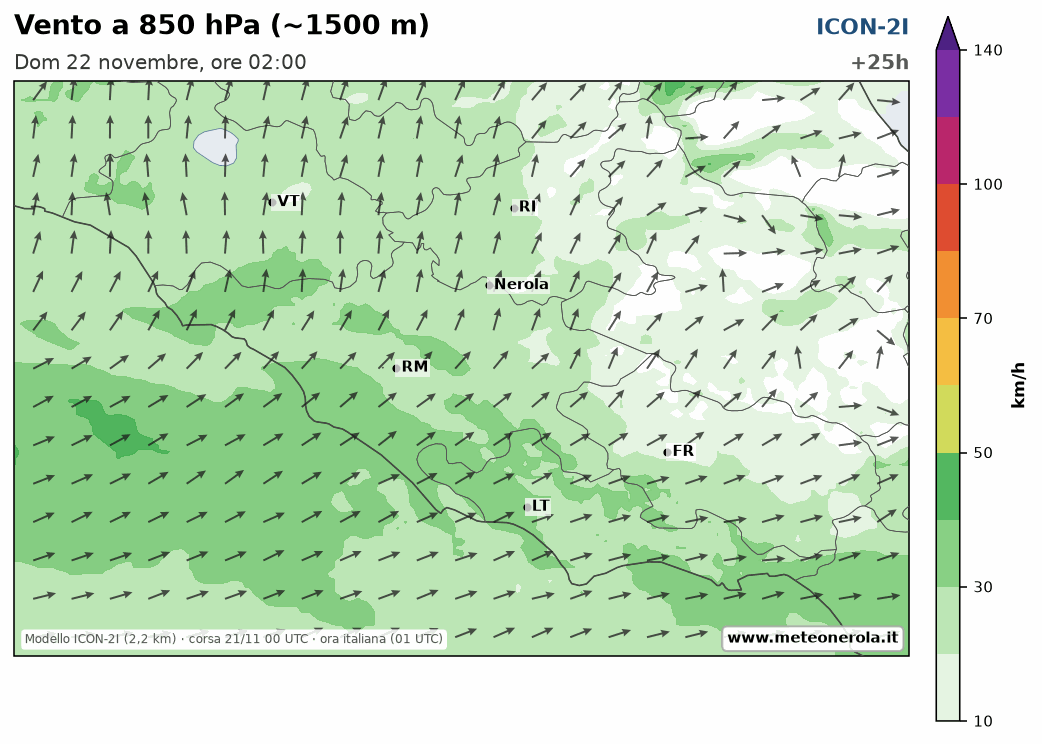 Vento a 850 hPa (~1500 m)
ICON-2I
Dom 22 novembre, ore 02:00
+25h
140
100
70
50
30
10
km/h
VT
RI
Nerola
RM
FR
LT
Modello ICON-2I (2,2 km) · corsa 21/11 00 UTC · ora italiana (01 UTC)
www.meteonerola.it